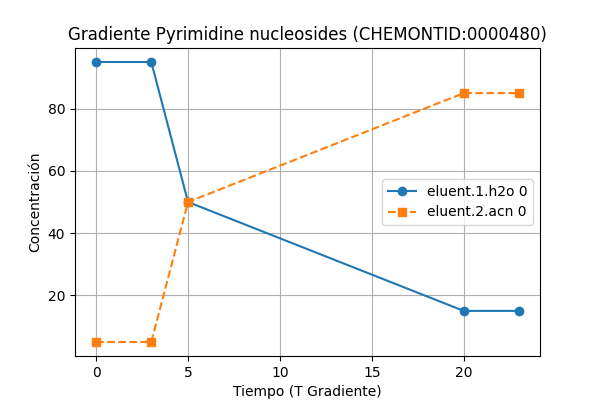 Gradiente Pyrimidine nucleosides (CHEMONTID:0000480)
80
60
40
20
Concentración
eluent.1.h2o 0
eluent.2.acn 0
0 5 10 15 20
Tiempo (T Gradiente)